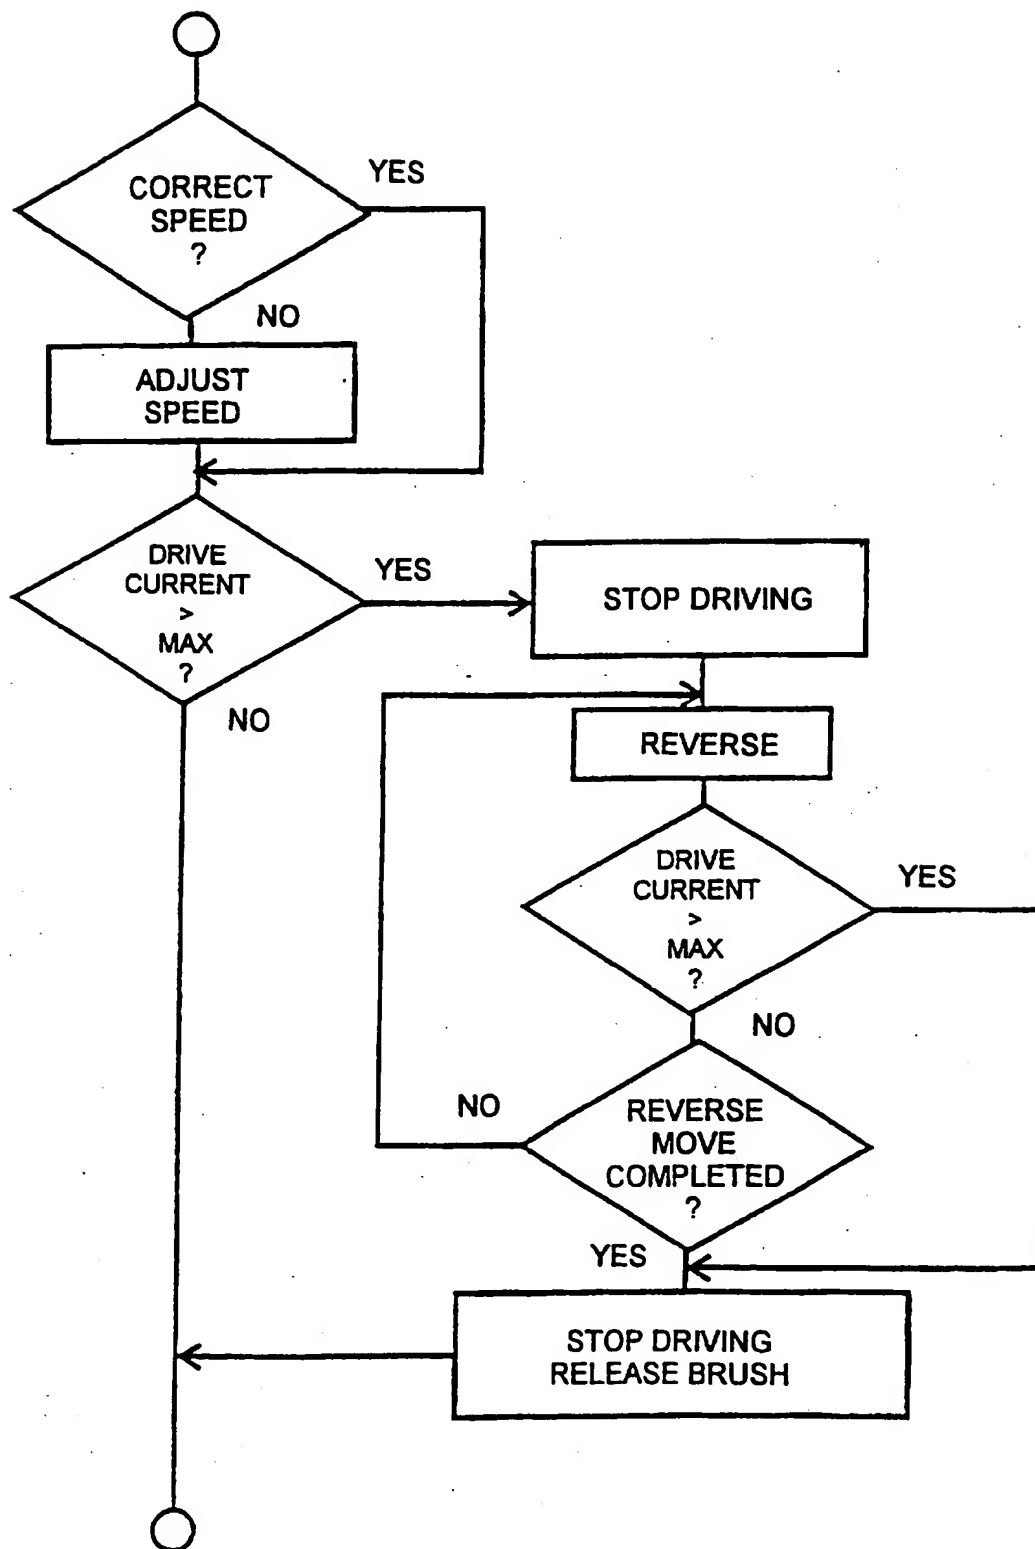 CORRECT
SPEED
?
YES
NO
ADJUST
SPEED
DRIVE
CURRENT
>
MAX
?
YES
NO
STOP DRIVING
REVERSE
DRIVE
CURRENT
>
MAX
?
YES
NO
REVERSE
MOVE
COMPLETED
?
NO
YES
STOP DRIVING
RELEASE BRUSH